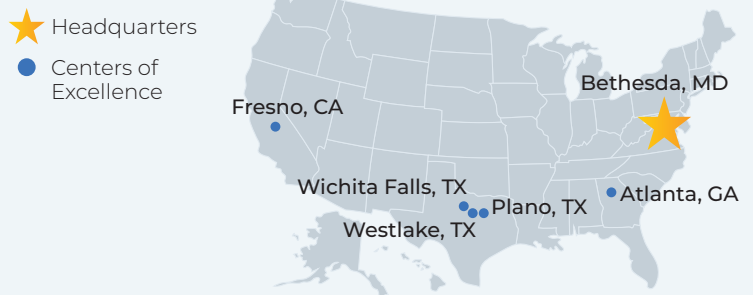 Headquarters
Centers of
Excellence
Bethesda, MD
Fresno, CA
Wichita Falls, TX
Atlanta, GA
Plano, TX
Westlake, TX